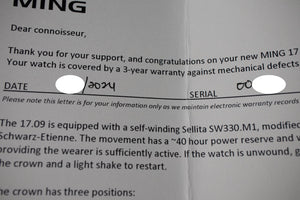 MING
Dear connoisseur,
Thank you for your support, and congratulations on your new MING 17
Your watch is covered by a 3-year warranty against mechanical defects
DATE /2024 SERIAL 00
Please note this letter is for your information only as we maintain electronic warranty records
The 17.09 is equipped with a self-winding Sellita SW330.M1, modified
Schwarz-Etienne. The movement has a ~40 hour power reserve and v
providing the wearer is sufficiently active. If the watch is unwound, g
the crown and a light shake to restart.
The crown has three positions: